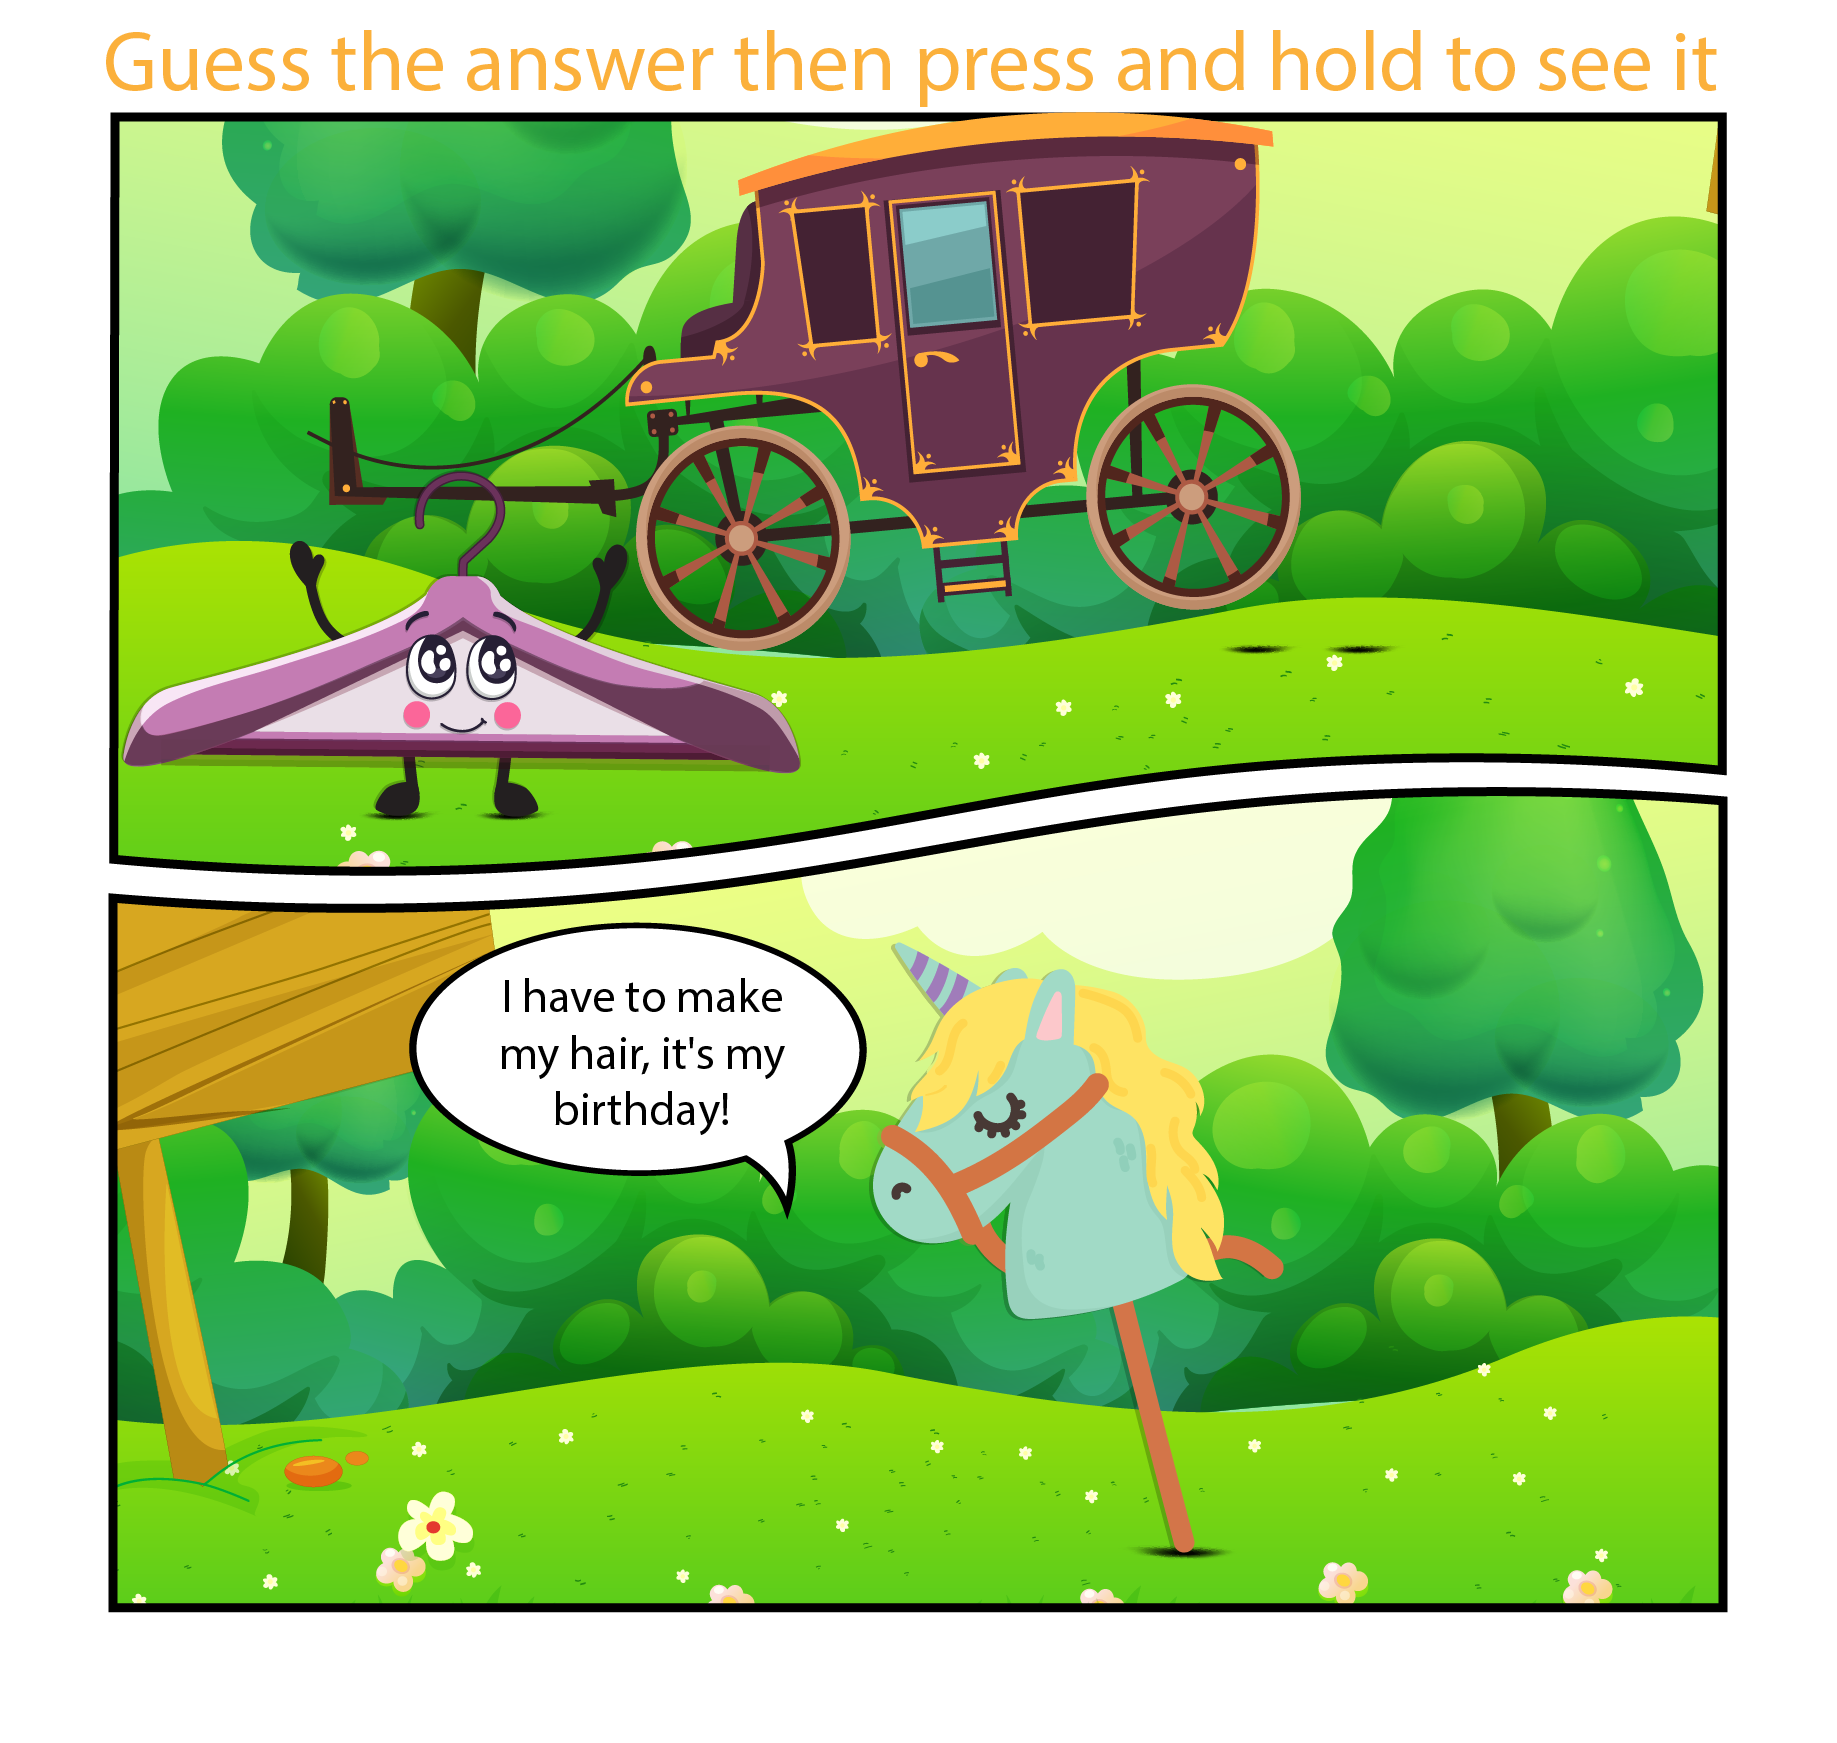 Guess the answer then press and hold to see it
I have to make
my hair, it's my
birthday!